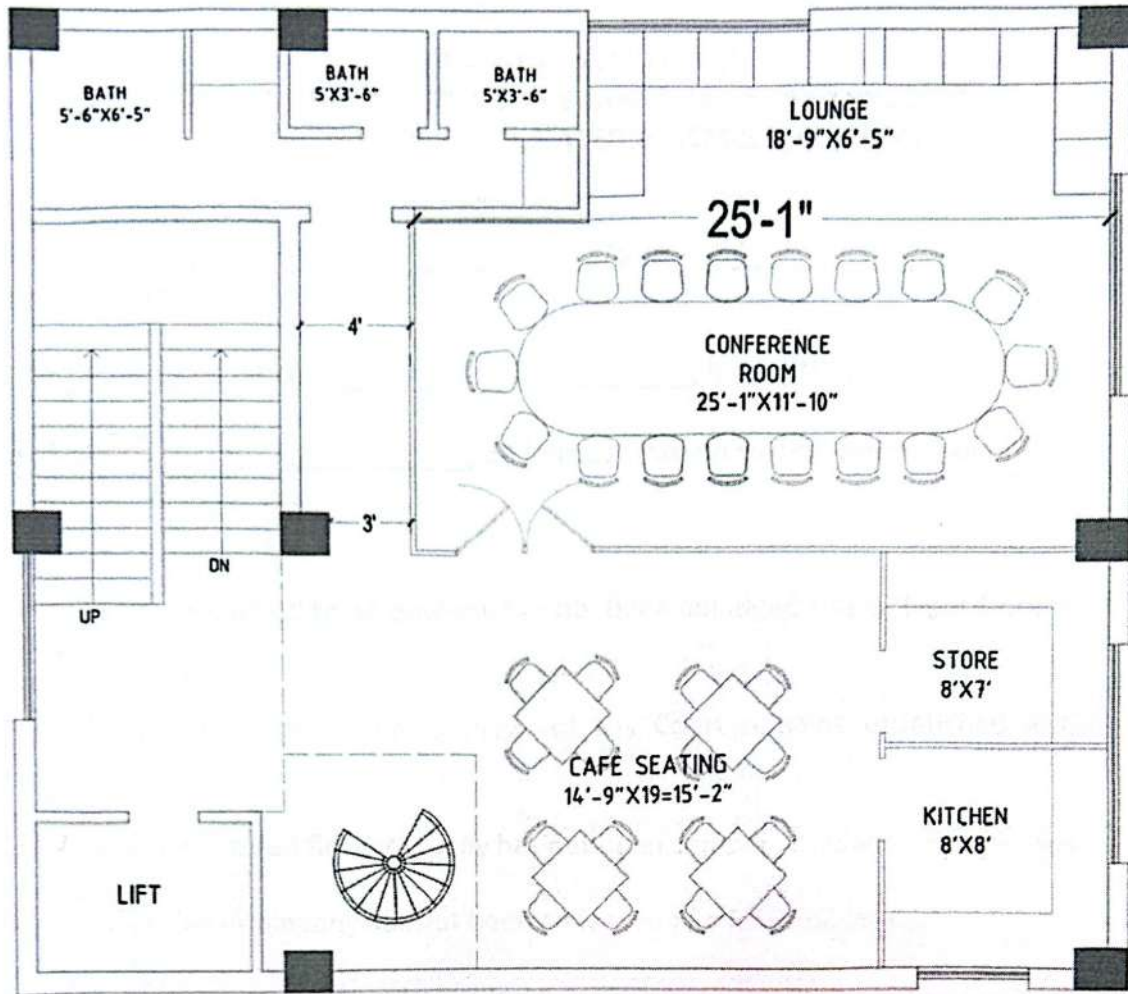 BATH
5'-6"X6'-5"
BATH
5'X3'-6"
BATH
5'X3'-6"
LOUNGE
18'-9"X6'-5"
25'-1"
4'
CONFERENCE
ROOM
25'-1"X11'-10"
3'
DN
UP
STORE
8'X7'
CAFE SEATING
14'-9"X19=15'-2"
KITCHEN
8'X8'
LIFT